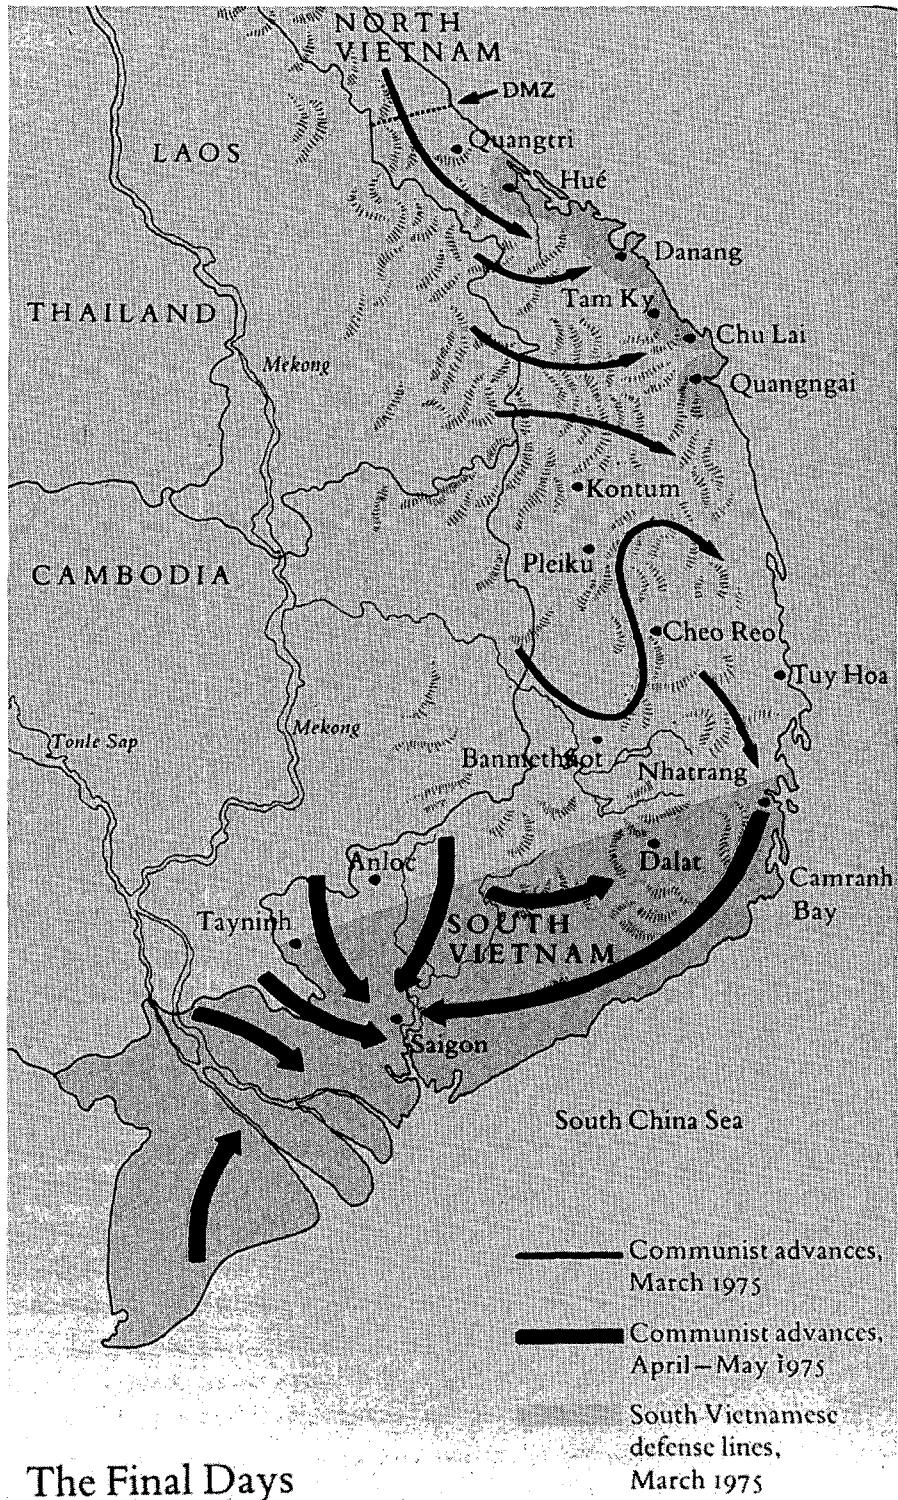 NORTH
VIETNAM
DMZ
Quangtri
LAOS
Hué
Danang
Tam Ky
THAILAND
Chu Lai
Mekong
Quangngai
Kontum
Pleiku
CAMBODIA
Cheo Reo
Tuy Hoa
Mekong
Tonle Sap
Banmethuot
Nhatrang
Anloc
Dalat
Camranh
Bay
Tayninh
SOUTH
VIETNAM
Saigon
South China Sea
Communist advances,
March 1975
Communist advances,
April–May 1975
South Vietnamese
defense lines,
March 1975
The Final Days